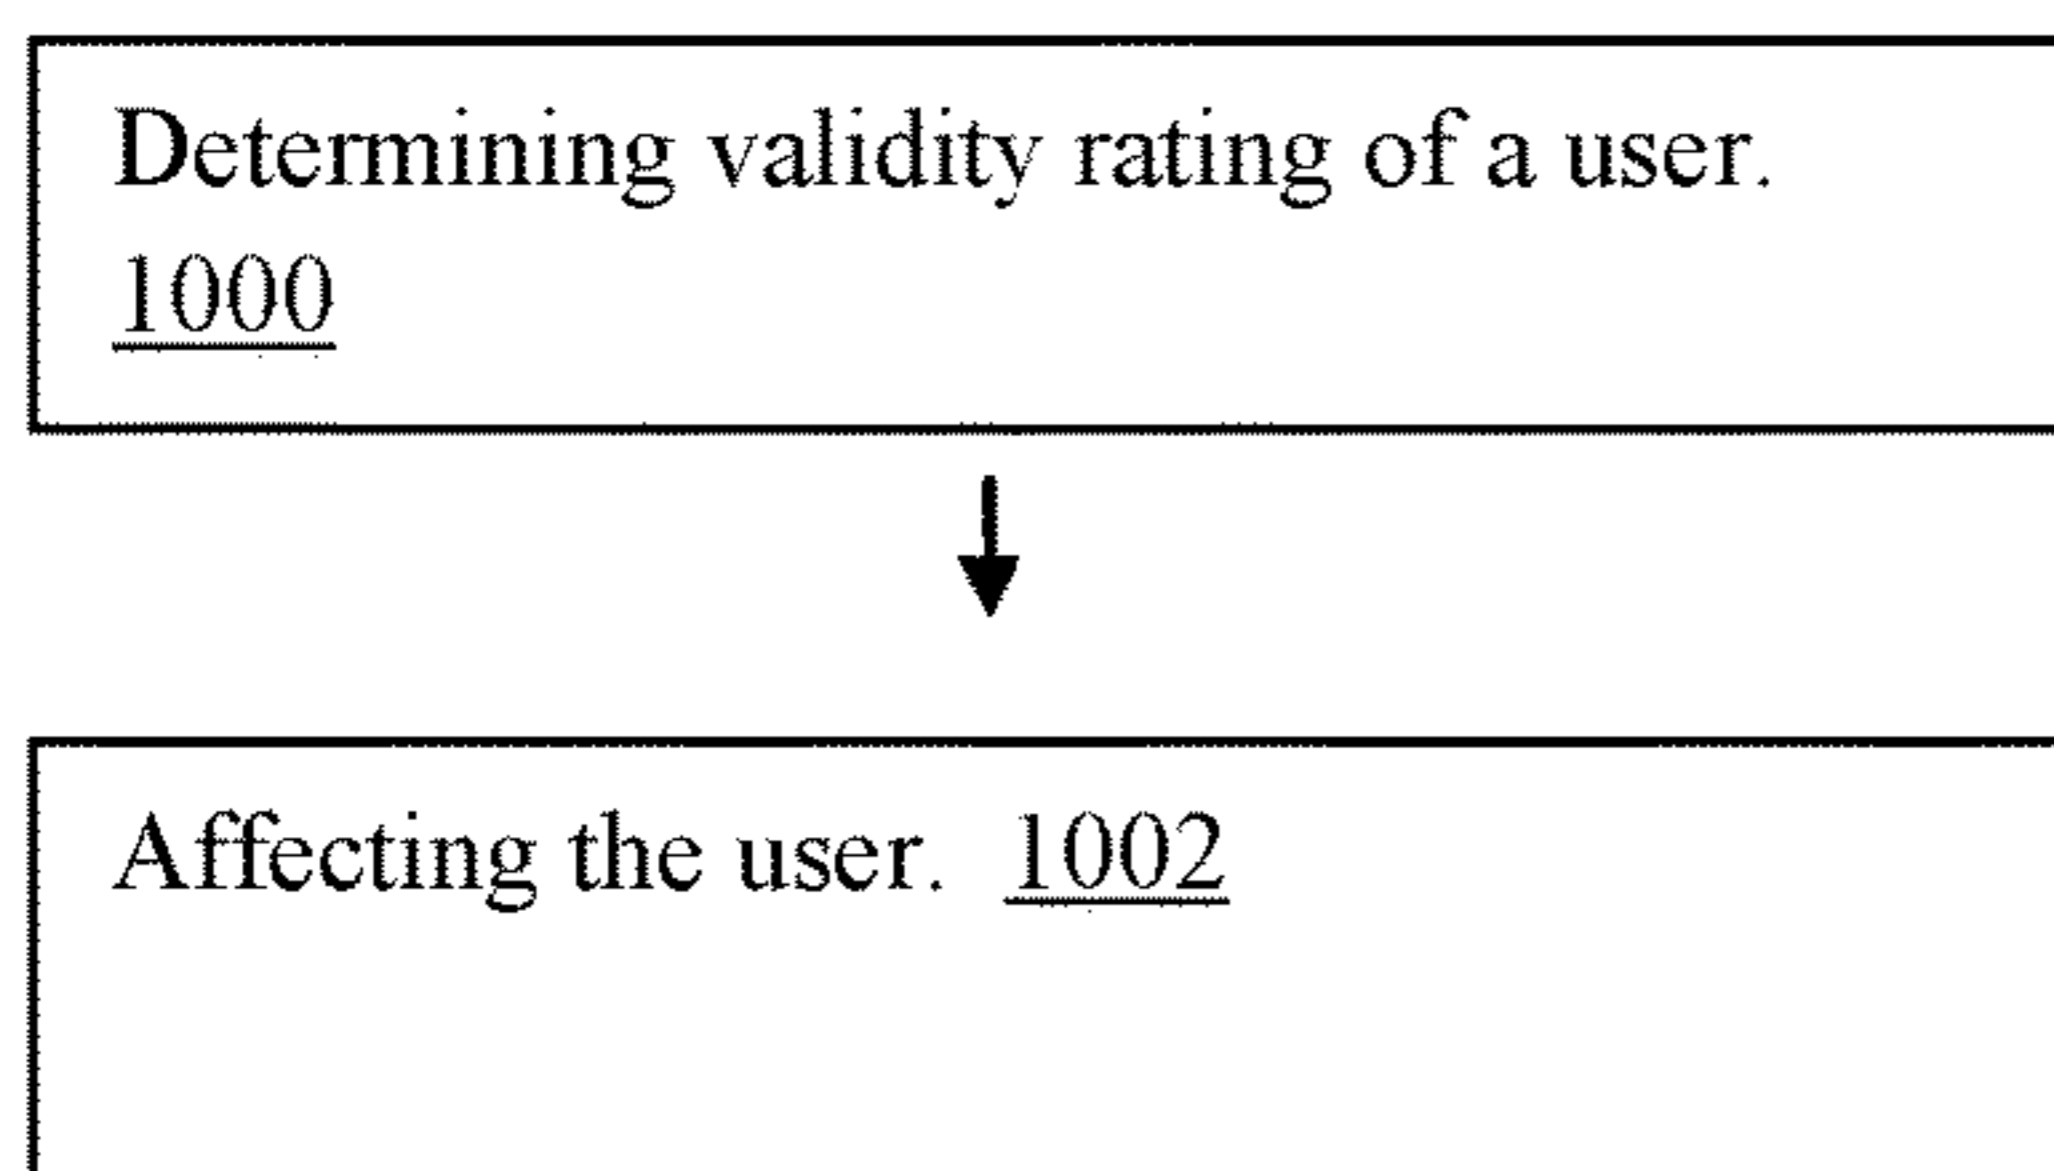 Determining validity rating of a user.
1000
Affecting the user. 1002